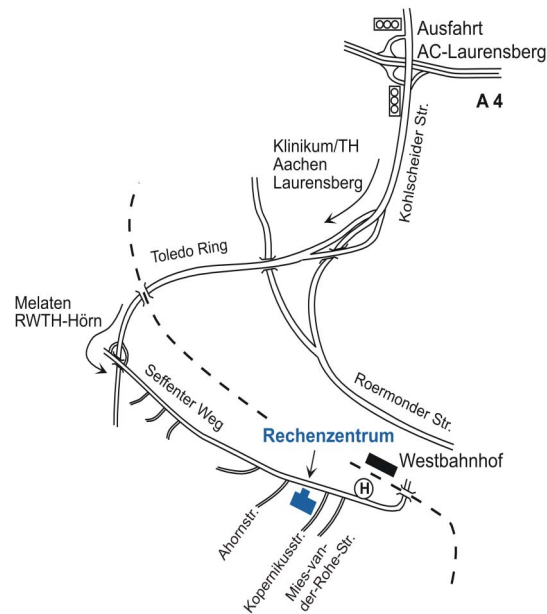 Ausfahrt
AC-Laurensberg
A 4
Kohlscheider Str.
Klinikum/TH
Aachen
Laurensberg
Toledo Ring
Melaten
RWTH-Hörn
Seffenter Weg
Roermonder Str.
Rechenzentrum
Westbahnhof
H
Ahornstr.
Kopernikusstr.
Mies-van-
der-Rohe-Str.